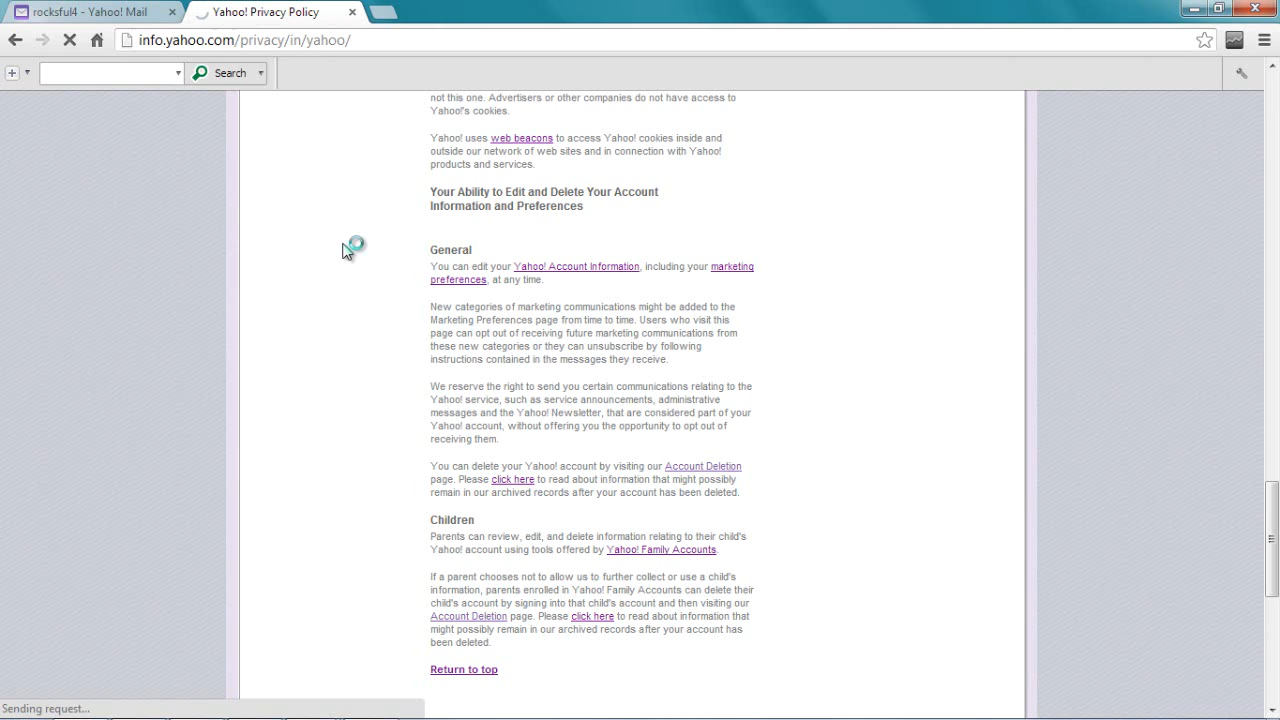 rocksful4 - Yahoo! Mail
Yahoo! Privacy Policy
info.yahoo.com/privacy/in/yahoo/
Search
not this one. Advertisers or other companies do not have access to
Yahoo!'s cookies.
Yahoo! uses web beacons to access Yahoo! cookies inside and
outside our network of web sites and in connection with Yahoo!
products and services.
Your Ability to Edit and Delete Your Account
Information and Preferences
General
You can edit your Yahoo! Account Information, including your marketing
preferences, at any time.
New categories of marketing communications might be added to the
Marketing Preferences page from time to time. Users who visit this
page can opt out of receiving future marketing communications from
these new categories or they can unsubscribe by following
instructions contained in the messages they receive.
We reserve the right to send you certain communications relating to the
Yahoo! service, such as service announcements, administrative
messages and the Yahoo! Newsletter, that are considered part of your
Yahoo! account, without offering you the opportunity to opt out of
receiving them.
You can delete your Yahoo! account by visiting our Account Deletion
page. Please click here to read about information that might possibly
remain in our archived records after your account has been deleted.
Children
Parents can review, edit, and delete information relating to their child's
Yahoo! account using tools offered by Yahoo! Family Accounts.
If a parent chooses not to allow us to further collect or use a child's
information, parents enrolled in Yahoo! Family Accounts can delete their
child's account by signing into that child's account and then visiting our
Account Deletion page. Please click here to read about information that
might possibly remain in our archived records after your account has
been deleted.
Return to top
Sending request...